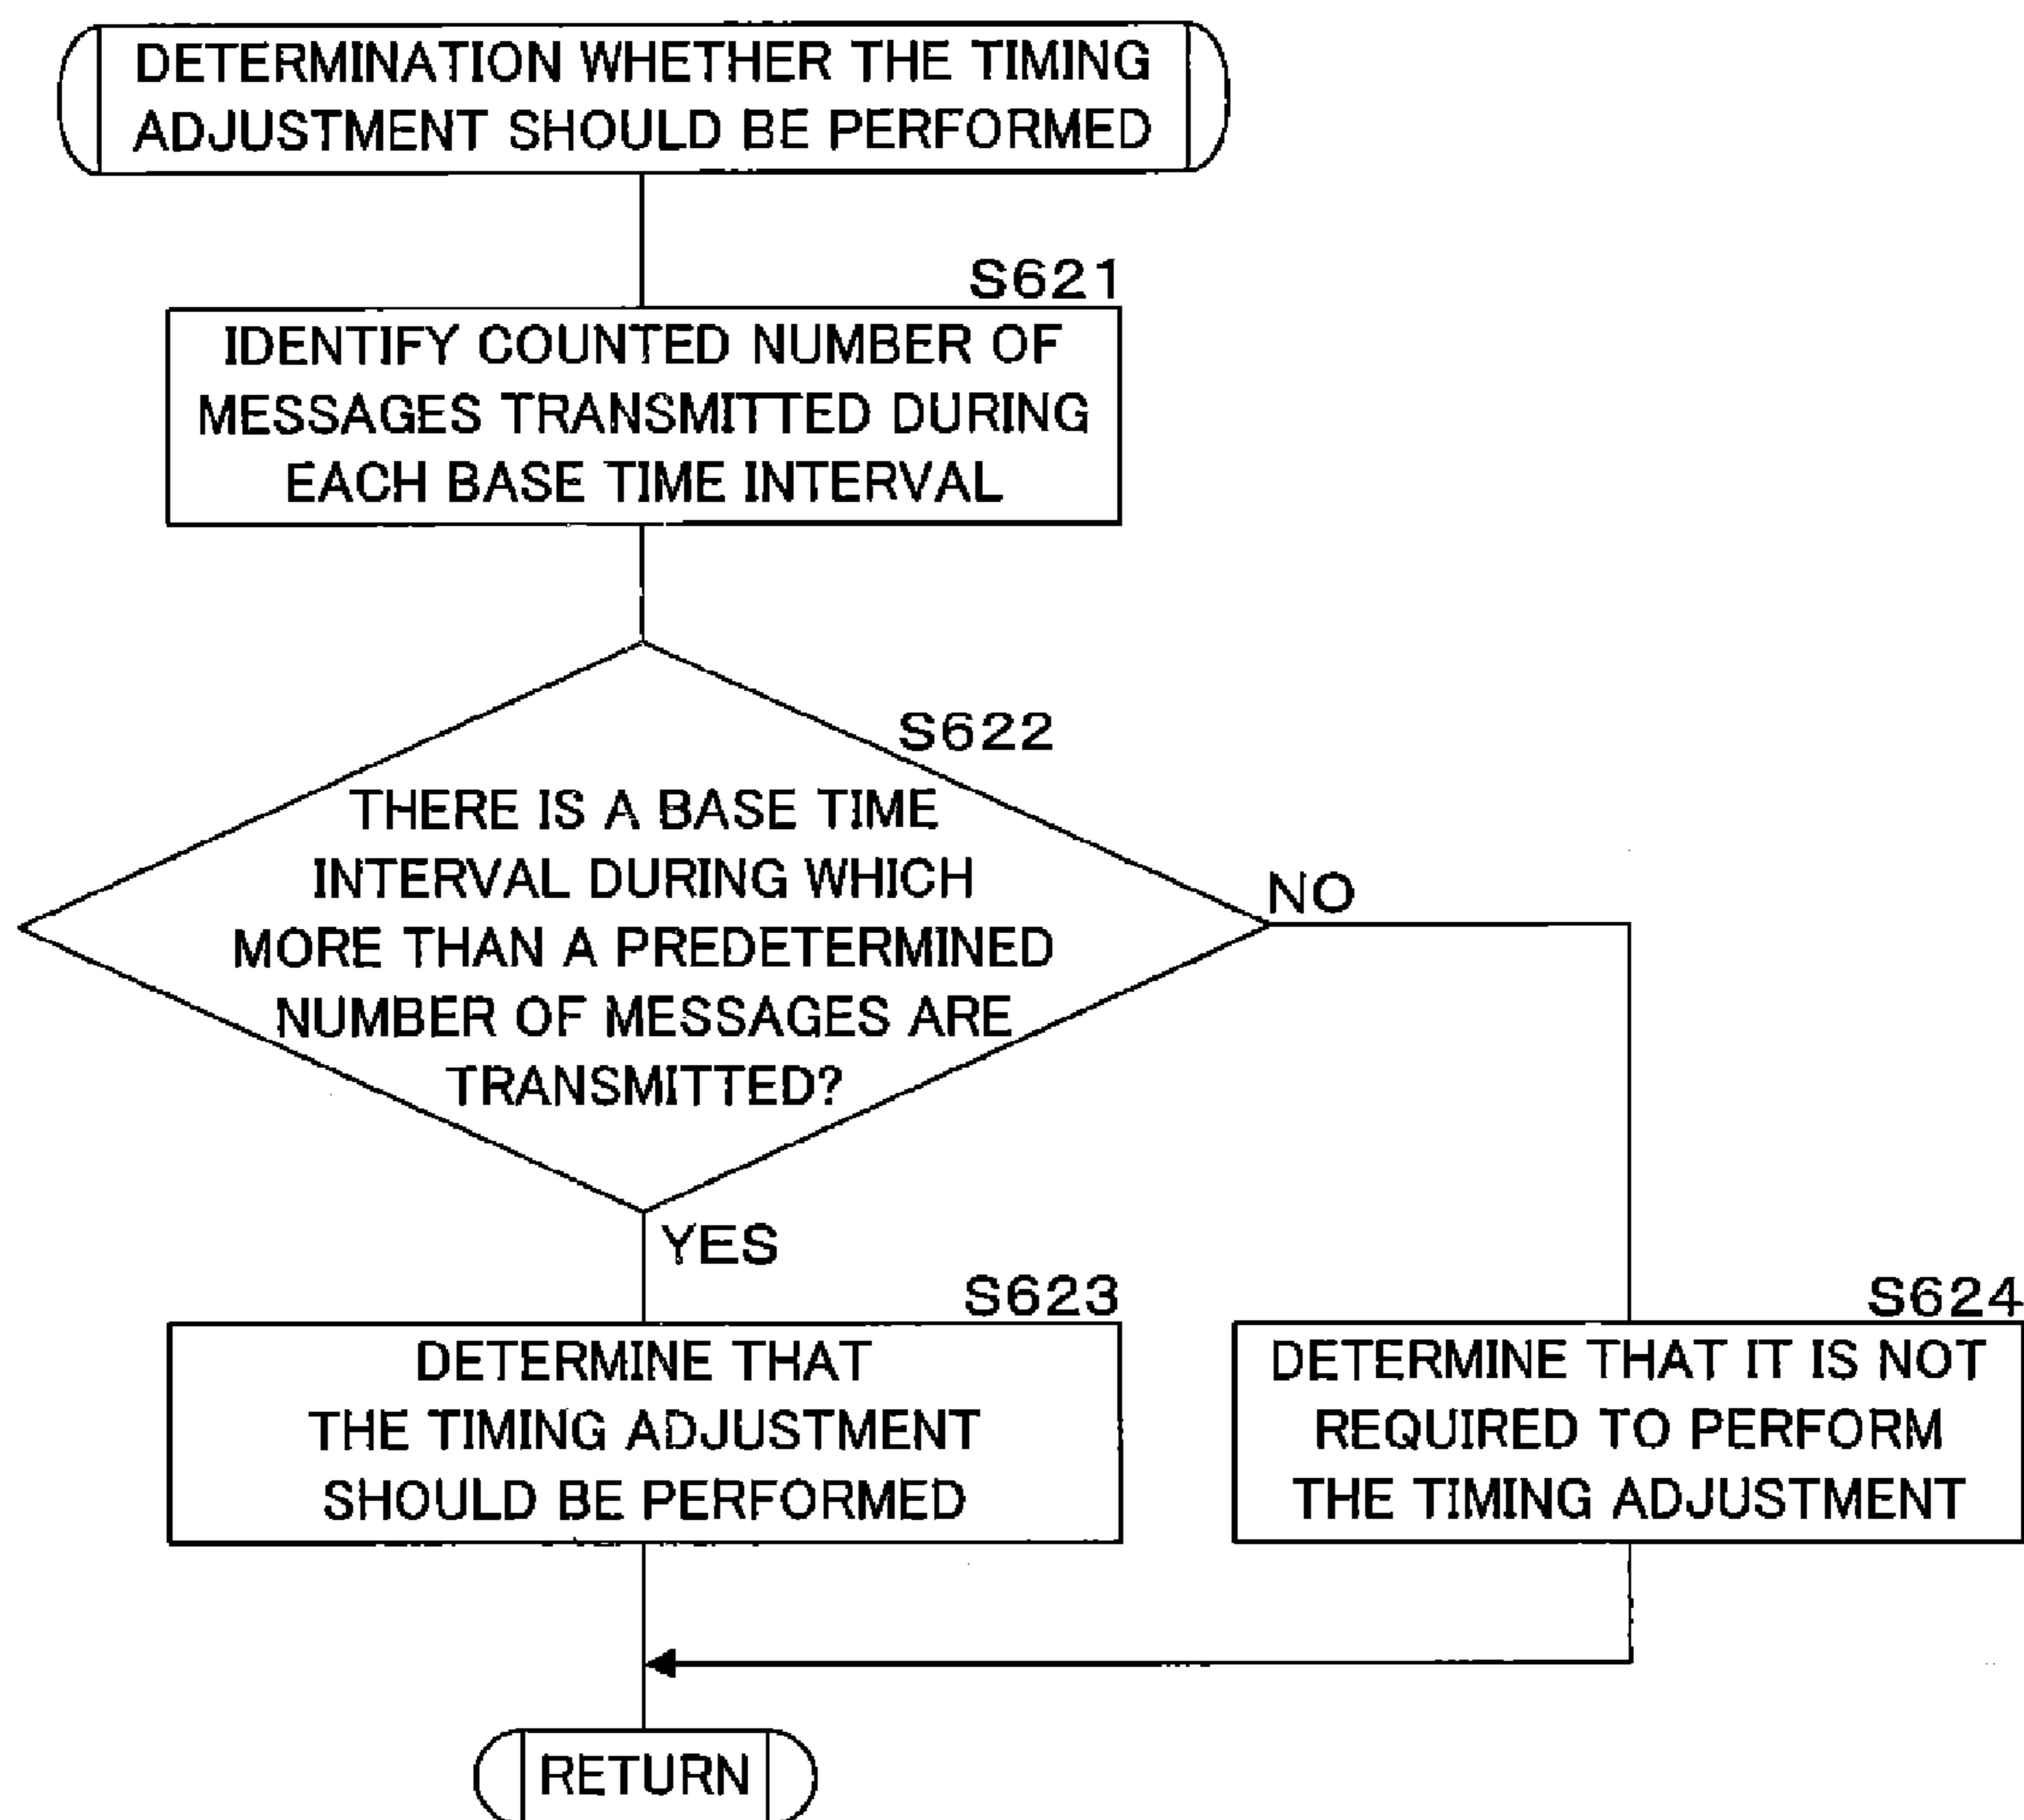 DETERMINATION WHETHER THE TIMING
ADJUSTMENT SHOULD BE PERFORMED
S621
IDENTIFY COUNTED NUMBER OF
MESSAGES TRANSMITTED DURING
EACH BASE TIME INTERVAL
S622
THERE IS A BASE TIME
INTERVAL DURING WHICH
MORE THAN A PREDETERMINED
NUMBER OF MESSAGES ARE
TRANSMITTED?
NO
YES
S623
DETERMINE THAT
THE TIMING ADJUSTMENT
SHOULD BE PERFORMED
S624
DETERMINE THAT IT IS NOT
REQUIRED TO PERFORM
THE TIMING ADJUSTMENT
RETURN